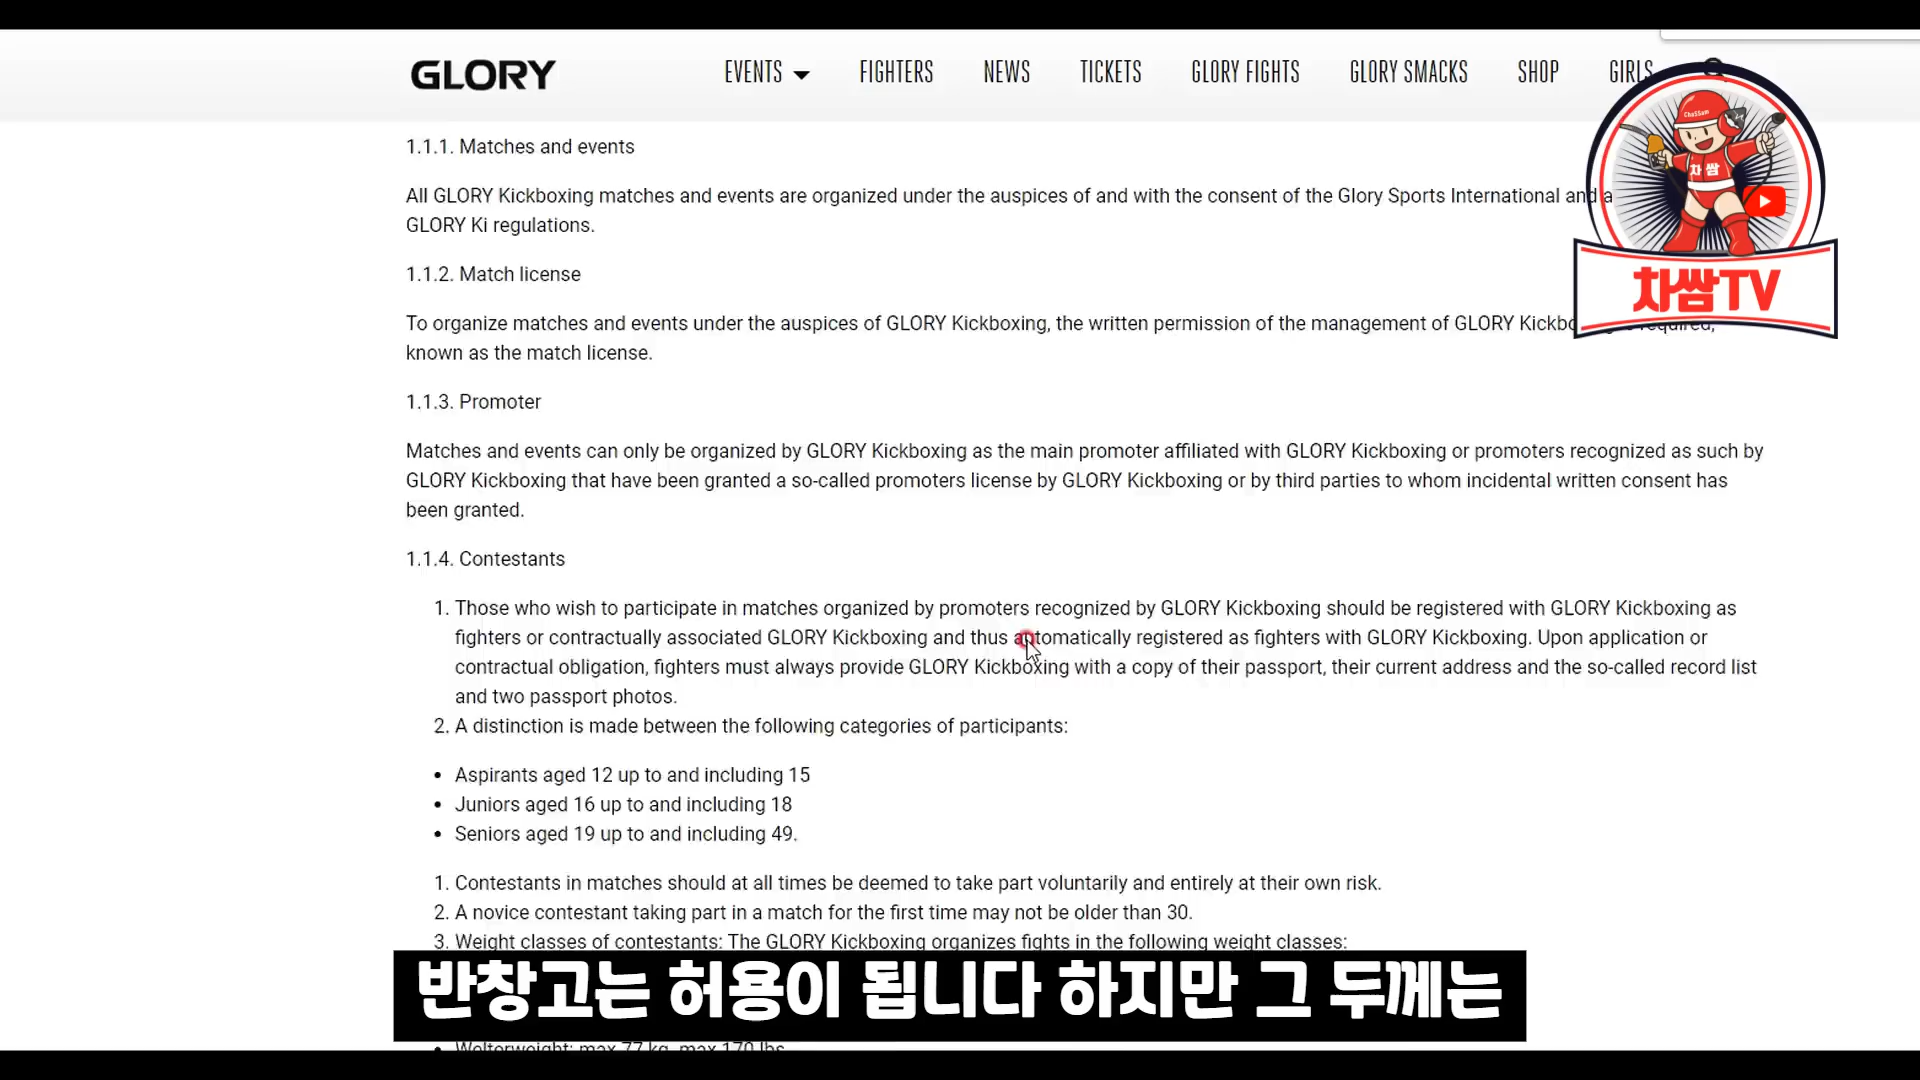 GLORY
EVENTS FIGHTERS NEWS TICKETS GLORY FIGHTS GLORY SMACKS SHOP GIRLS
ChaSSam
차쌈
차쌈TV
1.1.1. Matches and events
All GLORY Kickboxing matches and events are organized under the auspices of and with the consent of the Glory Sports International and
GLORY Ki regulations.
1.1.2. Match license
To organize matches and events under the auspices of GLORY Kickboxing, the written permission of the management of GLORY required,
known as the match license.
1.1.3. Promoter
Matches and events can only be organized by GLORY Kickboxing as the main promoter affiliated with GLORY Kickboxing or promoters recognized as such by
GLORY Kickboxing that have been granted a so-called promoters license by GLORY Kickboxing or by third parties to whom incidental written consent has
been granted.
1.1.4. Contestants
1. Those who wish to participate in matches organized by promoters recognized by GLORY Kickboxing should be registered with GLORY Kickboxing as
fighters or contractually associated GLORY Kickboxing and thus automatically registered as fighters with GLORY Kickboxing. Upon application or
contractual obligation, fighters must always provide GLORY Kickboxing with a copy of their passport, their current address and the so-called record list
and two passport photos.
2. A distinction is made between the following categories of participants:
• Aspirants aged 12 up to and including 15
• Juniors aged 16 up to and including 18
• Seniors aged 19 up to and including 49.
1. Contestants in matches should at all times be deemed to take part voluntarily and entirely at their own risk.
2. A novice contestant taking part in a match for the first time may not be older than 30.
3. Weight classes of contestants: The GLORY Kickboxing organizes fights in the following weight classes:
반창고는 허용이 됩니다 하지만 그 두께는
• Welterweight: max 77 kg, max 170 lbs